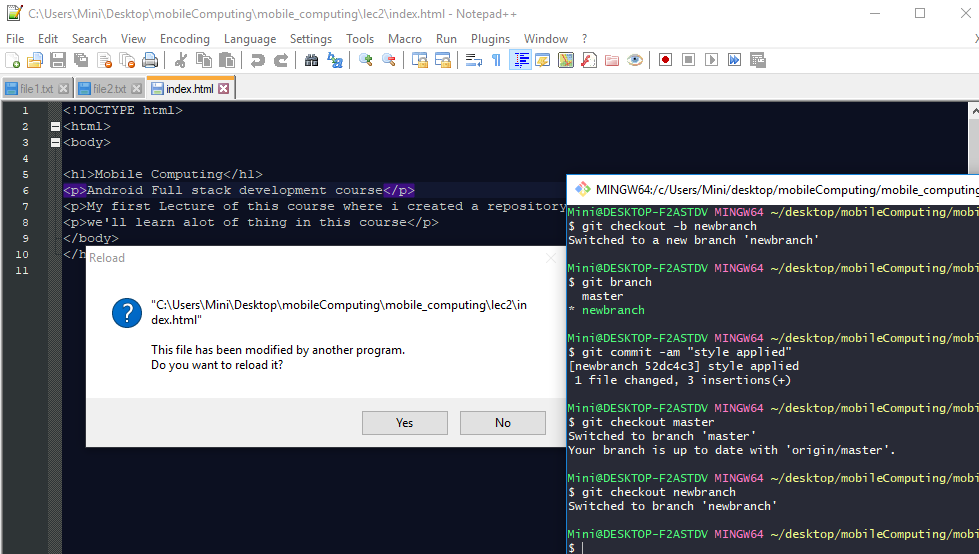 C:\Users\Mini\Desktop\mobileComputing\mobile_computing\lec2\index.html - Notepad++
File Edit Search View Encoding Language Settings Tools Macro Run Plugins Window ?
file1.txt file2.txt index.html
1 <!DOCTYPE html>
2 <html>
3 <body>
4
5 <h1>Mobile Computing</h1>
6 <p>Android Full stack development course</p>
7 <p>My first Lecture of this course where i created a repository
8 <p>we'll learn alot of thing in this course</p>
9 </body>
10 </h
11
Reload
"C:\Users\Mini\Desktop\mobileComputing\mobile_computing\lec2\in
dex.html"
This file has been modified by another program.
Do you want to reload it?
Yes No
MINGW64:/c/Users/Mini/desktop/mobileComputing/mobile_computing
Mini@DESKTOP-F2ASTDV MINGW64 ~/desktop/mobileComputing/mobi
$ git checkout -b newbranch
Switched to a new branch 'newbranch'
Mini@DESKTOP-F2ASTDV MINGW64 ~/desktop/mobileComputing/mobi
$ git branch
master
* newbranch
Mini@DESKTOP-F2ASTDV MINGW64 ~/desktop/mobileComputing/mobi
$ git commit -am "style applied"
[newbranch 52dc4c3] style applied
1 file changed, 3 insertions(+)
Mini@DESKTOP-F2ASTDV MINGW64 ~/desktop/mobileComputing/mobi
$ git checkout master
Switched to branch 'master'
Your branch is up to date with 'origin/master'.
Mini@DESKTOP-F2ASTDV MINGW64 ~/desktop/mobileComputing/mobi
$ git checkout newbranch
Switched to branch 'newbranch'
Mini@DESKTOP-F2ASTDV MINGW64 ~/desktop/mobileComputing/mobi
$